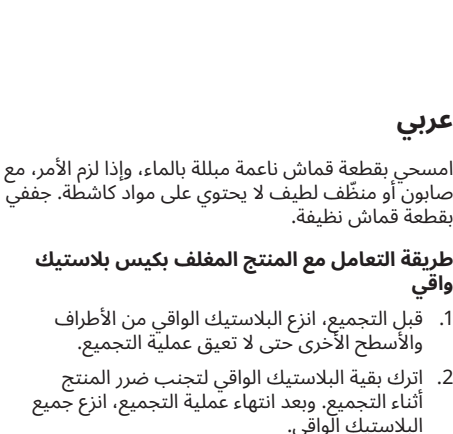 عربي
امسحي بقطعة قماش ناعمة مبللة بالماء، وإذا لزم الأمر، مع
صابون أو منظّف لطيف لا يحتوي على مواد كاشطة. جففي
بقطعة قماش نظيفة.
طريقة التعامل مع المنتج المغلف بكيس بلاستيك
واقي
1. قبل التجميع، انزع البلاستيك الواقي من الأطراف
والأسطح الأخرى حتى لا تعيق عملية التجميع.
2. اترك بقية البلاستيك الواقي لتجنب ضرر المنتج
أثناء التجميع. وبعد انتهاء عملية التجميع، انزع جميع
البلاستيك الواقي.